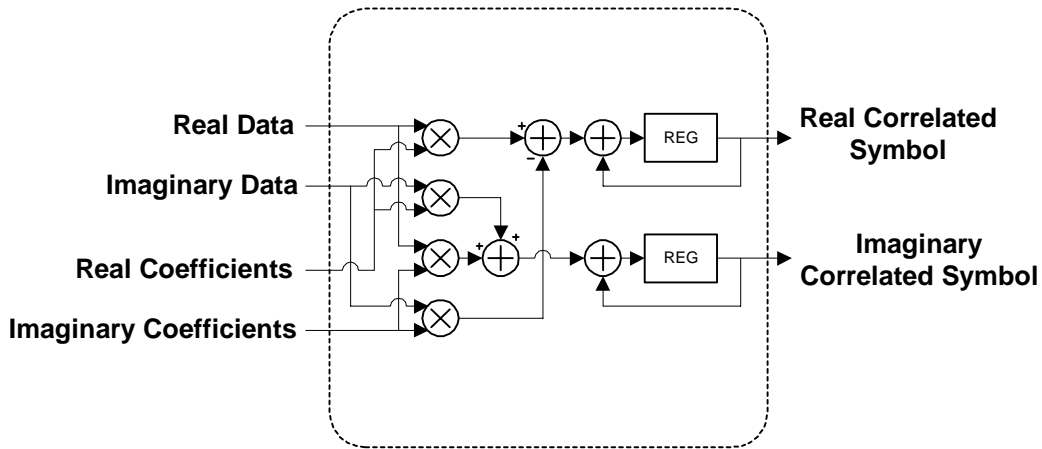 Real Data
Imaginary Data
Real Coefficients
Imaginary Coefficients
+
−
+
+
REG
REG
Real Correlated
Symbol
Imaginary
Correlated Symbol